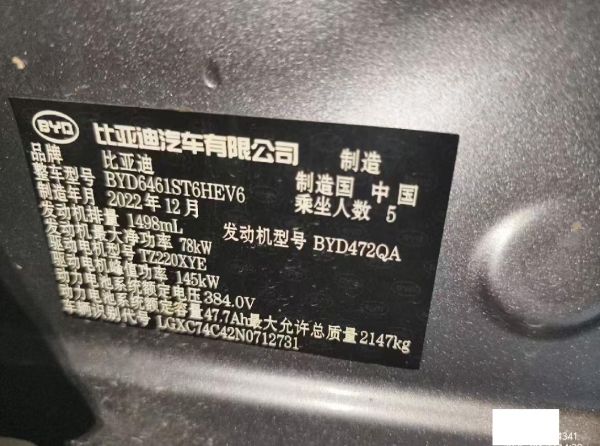 BYD 比亚迪汽车有限公司 制造
品牌 比亚迪
整车型号 BYD6461ST6HEV6 制造国 中国
制造年月 2022年12月 乘坐人数 5
发动机排量 1498mL
发动机最大净功率 78kW 发动机型号 BYD472QA
驱动电机型号 TZ220XYE
驱动电机峰值功率 145kW
动力电池系统额定电压 384.0V
动力电池系统额定容量 47.7Ah 最大允许总质量 2147kg
车辆识别代号 LGXC74C42N0712731